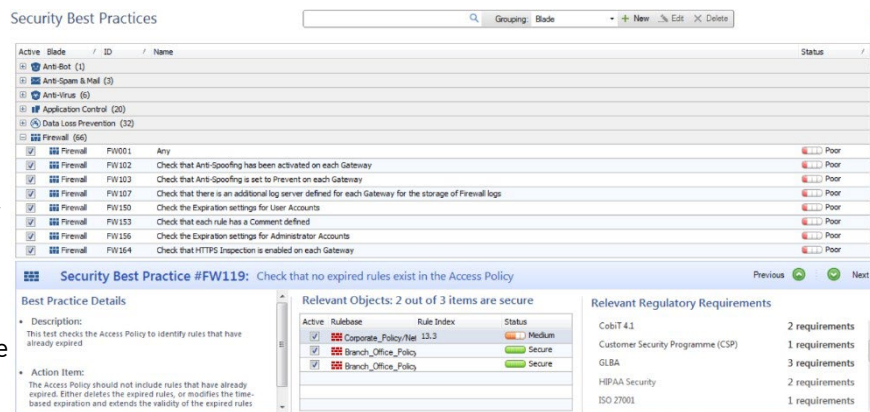 Security Best Practices
Grouping: Blade
New Edit Delete
Active Blade / ID / Name Status /
Anti-Bot (1)
Anti-Spam & Mail (3)
Anti-Virus (6)
Application Control (20)
Data Loss Prevention (32)
Firewall (66)
Firewall FW001 Any Poor
Firewall FW102 Check that Anti-Spoofing has been activated on each Gateway Poor
Firewall FW103 Check that Anti-Spoofing is set to Prevent on each Gateway Poor
Firewall FW107 Check that there is an additional log server defined for each Gateway for the storage of Firewall logs Poor
Firewall FW150 Check the Expiration settings for User Accounts Poor
Firewall FW153 Check that each rule has a Comment defined Poor
Firewall FW156 Check the Expiration settings for Administrator Accounts Poor
Firewall FW164 Check that HTTPS Inspection is enabled on each Gateway Poor
Security Best Practice #FW119: Check that no expired rules exist in the Access Policy
Previous Next
Best Practice Details
• Description:
This test checks the Access Policy to identify rules that have
already expired
• Action Item:
The Access Policy should not include rules that have already
expired. Either deletes the expired rules, or modifies the time-
based expiration and extends the validity of the expired rules
Relevant Objects: 2 out of 3 items are secure
Active Rulebase Rule Index Status
Corporate_Policy/Net 13.3 Medium
Branch_Office_Policy Secure
Branch_Office_Policy Secure
Relevant Regulatory Requirements
CobiT 4.1 2 requirements
Customer Security Programme (CSP) 1 requirements
GLBA 3 requirements
HIPAA Security 2 requirements
ISO 27001 1 requirements